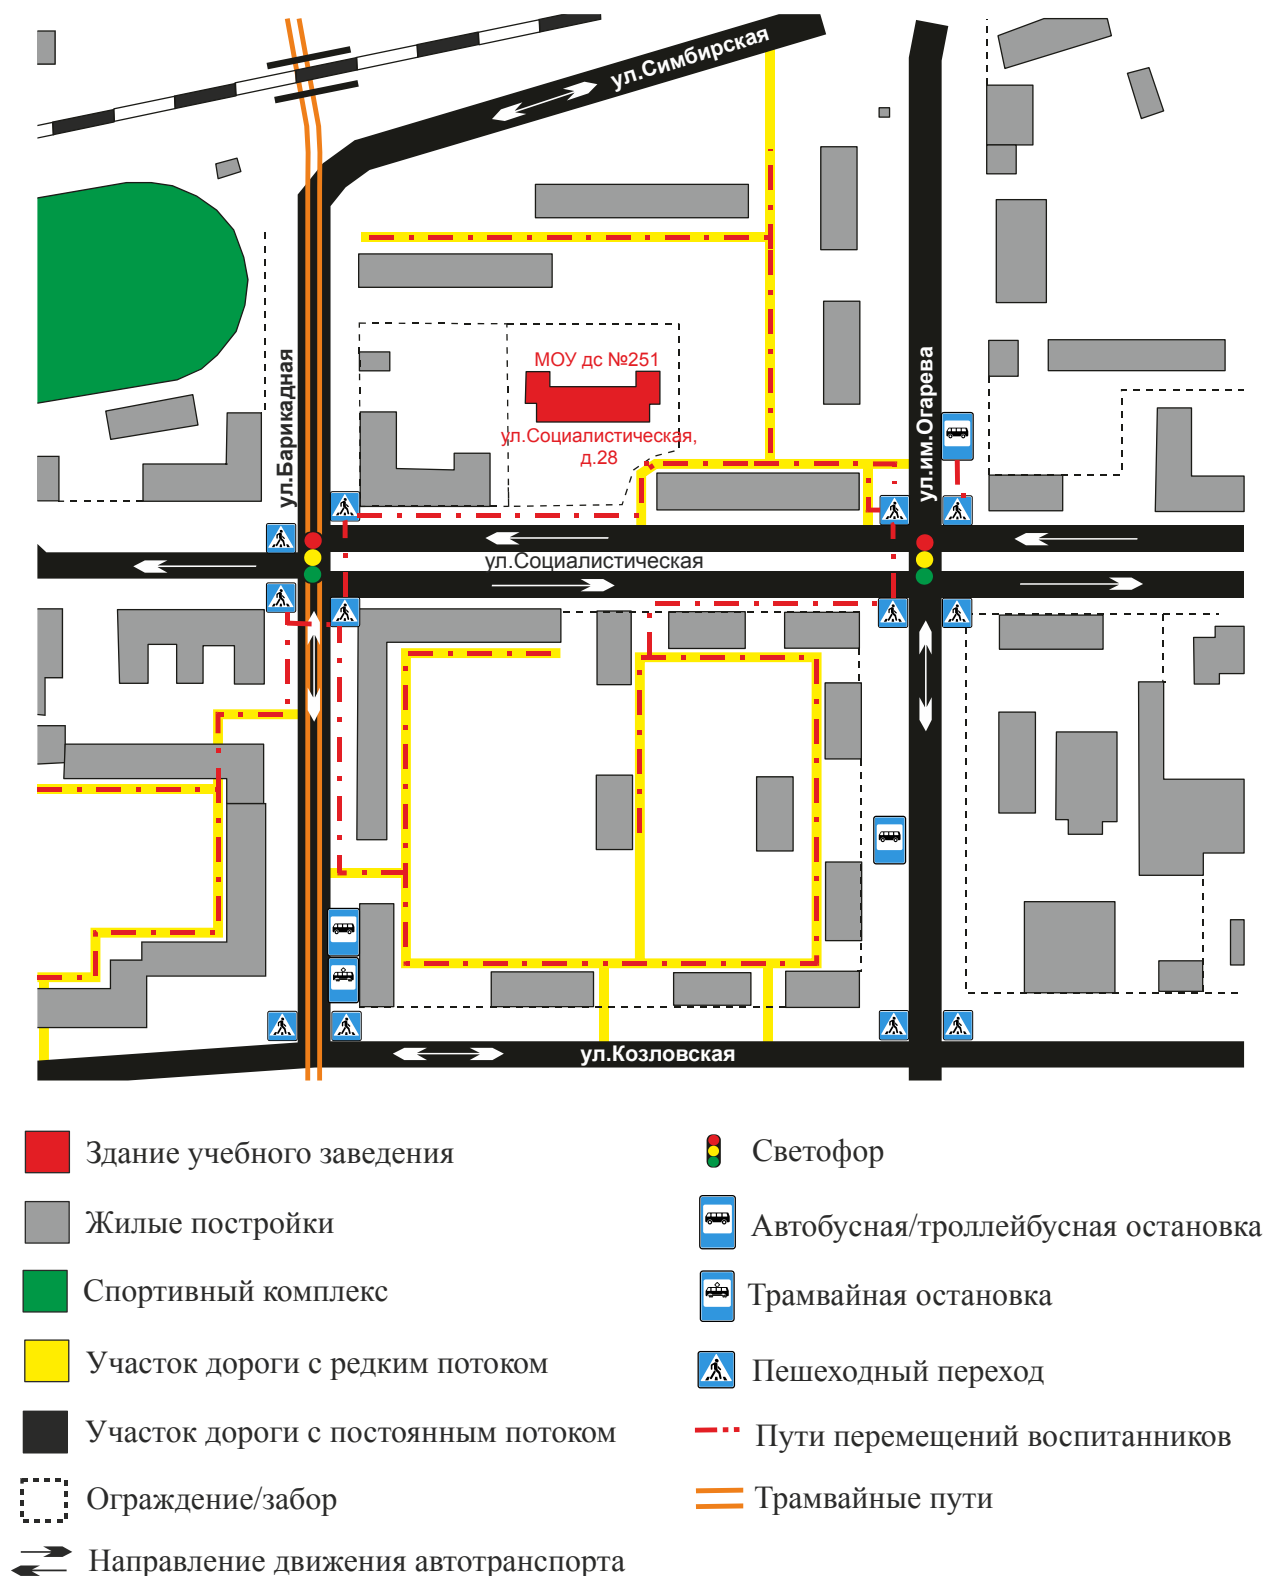 ул.Симбирская
ул.Барикадная
МОУ дс №251
ул.Социалистическая,
д.28
ул.им.Огарева
ул.Социалистическая
ул.Козловская
Здание учебного заведения
Жилые постройки
Спортивный комплекс
Участок дороги с редким потоком
Участок дороги с постоянным потоком
Ограждение/забор
Направление движения автотранспорта
Светофор
Автобусная/троллейбусная остановка
Трамвайная остановка
Пешеходный переход
Пути перемещений воспитанников
Трамвайные пути